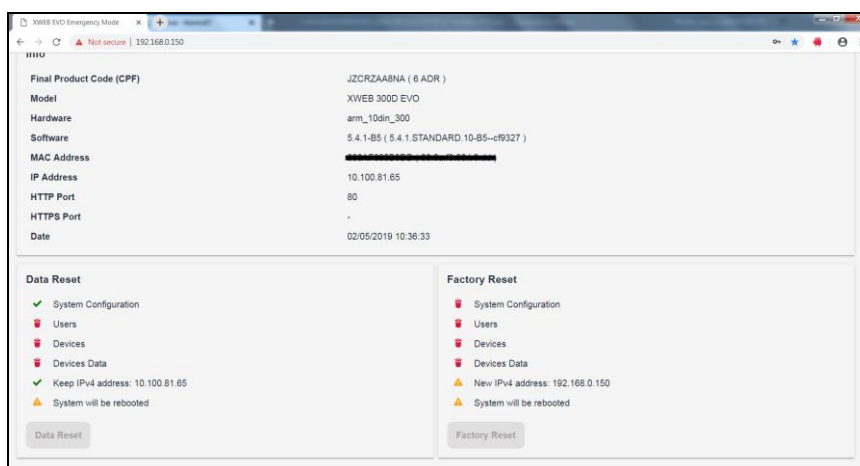 XWEB EVO Emergency Mode
Not secure | 192.168.0.150
Info
Final Product Code (CPF) JZCRZAA8NA ( 6 ADR )
Model XWEB 300D EVO
Hardware arm_10din_300
Software 5.4.1-B5 ( 5.4.1.STANDARD.10-B5--cf9327 )
MAC Address
IP Address 10.100.81.65
HTTP Port 80
HTTPS Port -
Date 02/05/2019 10:36:33
Data Reset
System Configuration
Users
Devices
Devices Data
Keep IPv4 address: 10.100.81.65
System will be rebooted
Data Reset
Factory Reset
System Configuration
Users
Devices
Devices Data
New IPv4 address: 192.168.0.150
System will be rebooted
Factory Reset